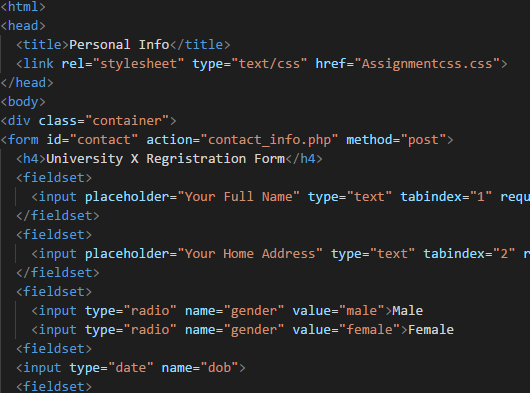 <html>
<head>
<title>Personal Info</title>
<link rel="stylesheet" type="text/css" href="Assignmentcss.css">
</head>
<body>
<div class="container">
<form id="contact" action="contact_info.php" method="post">
<h4>University X Regristration Form</h4>
<fieldset>
<input placeholder="Your Full Name" type="text" tabindex="1" requ
</fieldset>
<fieldset>
<input placeholder="Your Home Address" type="text" tabindex="2" r
</fieldset>
<fieldset>
<input type="radio" name="gender" value="male">Male
<input type="radio" name="gender" value="female">Female
<fieldset>
<input type="date" name="dob">
<fieldset>